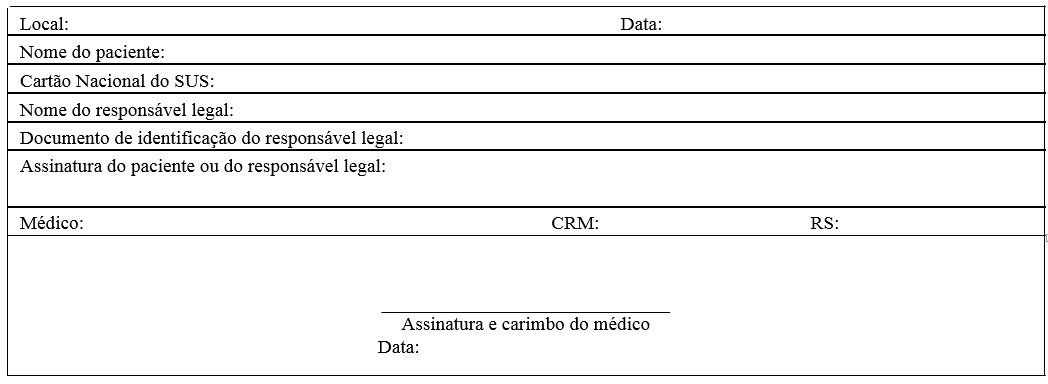 Local: Data:
Nome do paciente:
Cartão Nacional do SUS:
Nome do responsável legal:
Documento de identificação do responsável legal:
Assinatura do paciente ou do responsável legal:
Médico: CRM: RS:
Assinatura e carimbo do médico
Data: